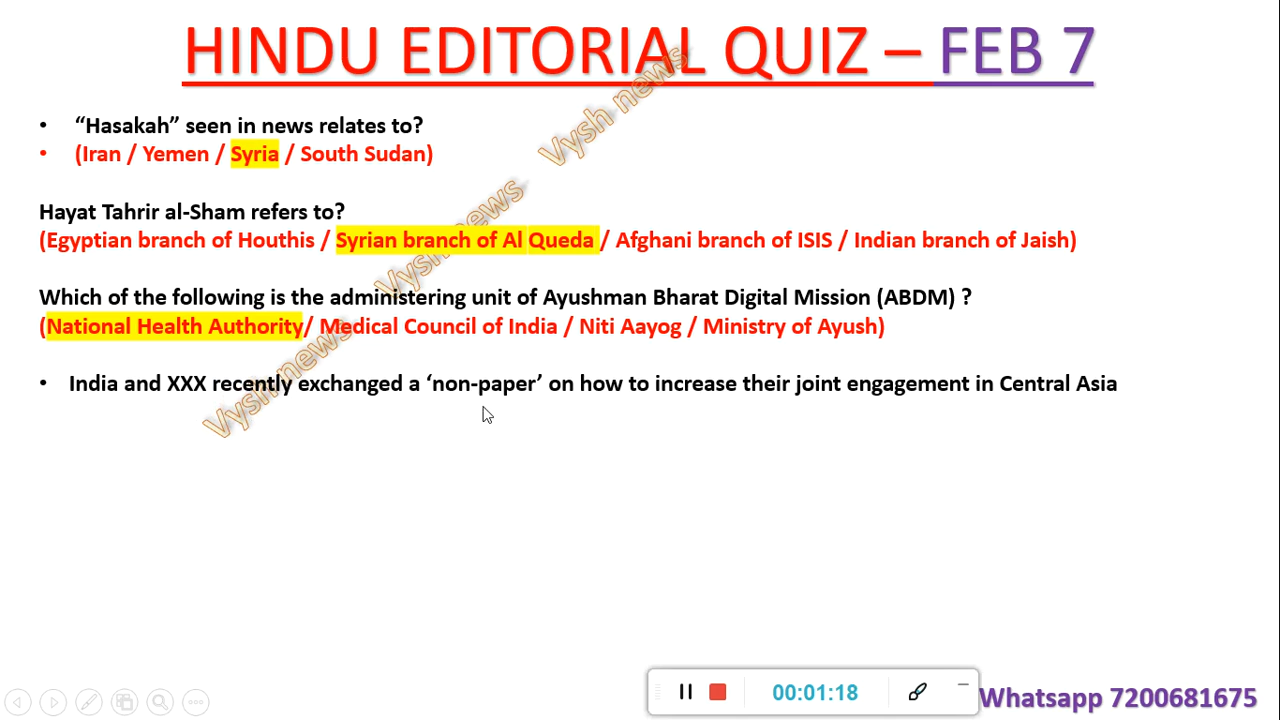 HINDU EDITORIAL QUIZ – FEB 7
• “Hasakah” seen in news relates to?
• (Iran / Yemen / Syria / South Sudan)
Hayat Tahrir al-Sham refers to?
(Egyptian branch of Houthis / Syrian branch of Al Queda / Afghani branch of ISIS / Indian branch of Jaish)
Which of the following is the administering unit of Ayushman Bharat Digital Mission (ABDM) ?
(National Health Authority/ Medical Council of India / Niti Aayog / Ministry of Ayush)
• India and XXX recently exchanged a ‘non-paper’ on how to increase their joint engagement in Central Asia
Vysh news
Vysh news
Vysh news
00:01:18
Whatsapp 7200681675